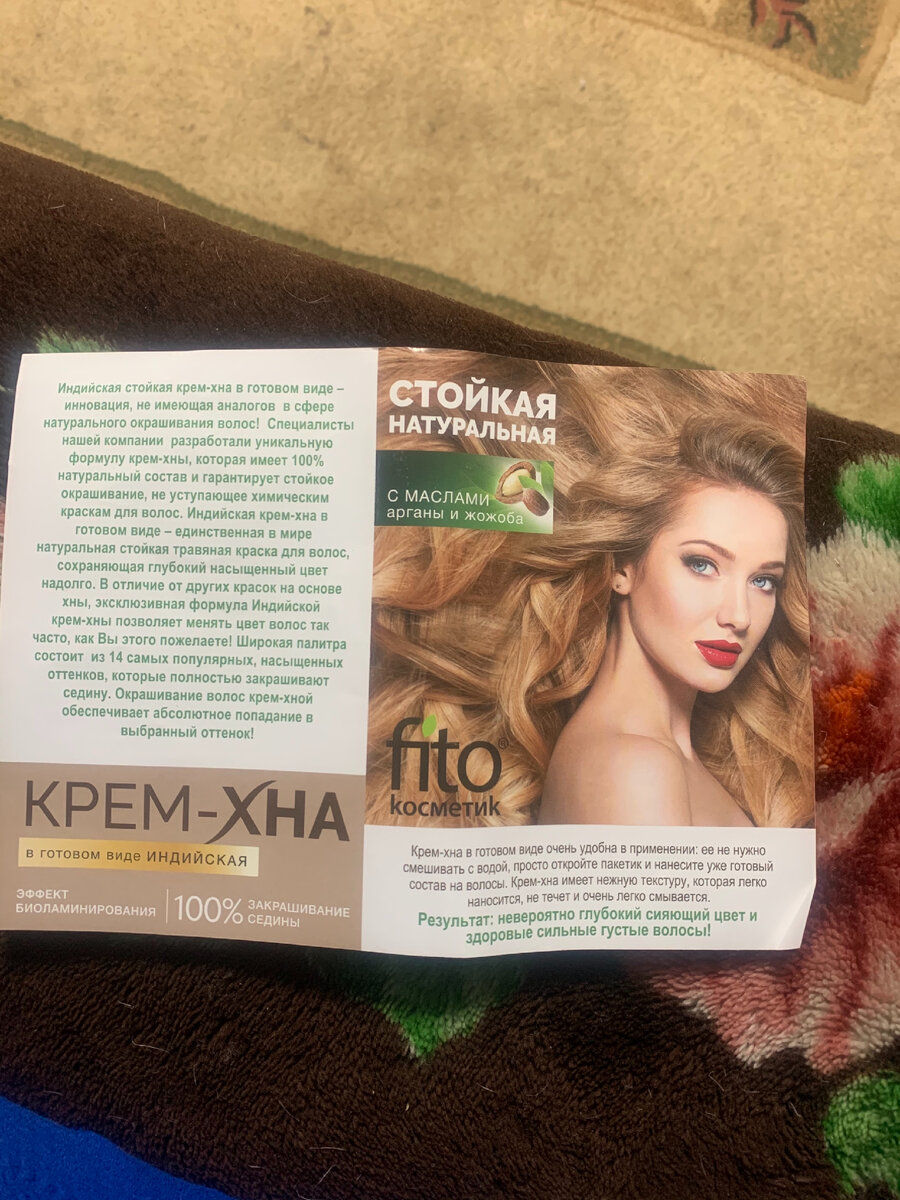 Индийская стойкая крем-хна в готовом виде –
инновация, не имеющая аналогов в сфере
натурального окрашивания волос! Специалисты
нашей компании разработали уникальную
формулу крем-хны, которая имеет 100%
натуральный состав и гарантирует стойкое
окрашивание, не уступающее химическим
краскам для волос. Индийская крем-хна в
готовом виде – единственная в мире
натуральная стойкая травяная краска для волос,
сохраняющая глубокий насыщенный цвет
надолго. В отличие от других красок на основе
хны, эксклюзивная формула Индийской
крем-хны позволяет менять цвет волос так
часто, как Вы этого пожелаете! Широкая палитра
состоит из 14 самых популярных, насыщенных
оттенков, которые полностью закрашивают
седину. Окрашивание волос крем-хной
обеспечивает абсолютное попадание в
выбранный оттенок!
КРЕМ-ХНА
в готовом виде ИНДИЙСКАЯ
ЭФФЕКТ
БИОЛАМИНИРОВАНИЯ
100% ЗАКРАШИВАНИЕ
СЕДИНЫ
СТОЙКАЯ
НАТУРАЛЬНАЯ
С МАСЛАМИ
арганы и жожоба
fito®
косметик
Крем-хна в готовом виде очень удобна в применении: ее не нужно
смешивать с водой, просто откройте пакетик и нанесите уже готовый
состав на волосы. Крем-хна имеет нежную текстуру, которая легко
наносится, не течет и очень легко смывается.
Результат: невероятно глубокий сияющий цвет и
здоровые сильные густые волосы!